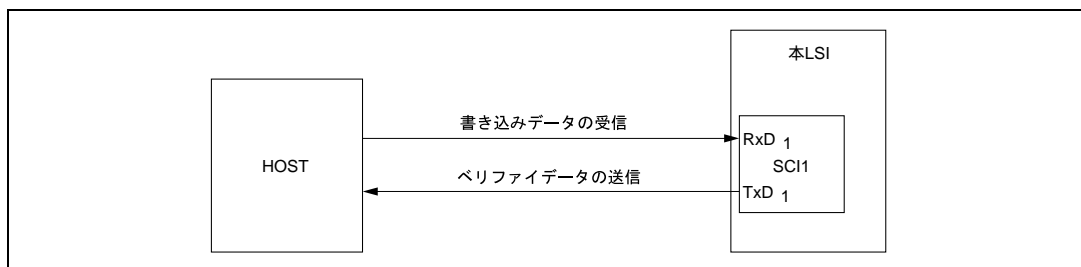 本LSI
書き込みデータの受信
RxD 1
HOST
SCI1
ベリファイデータの送信
TxD 1